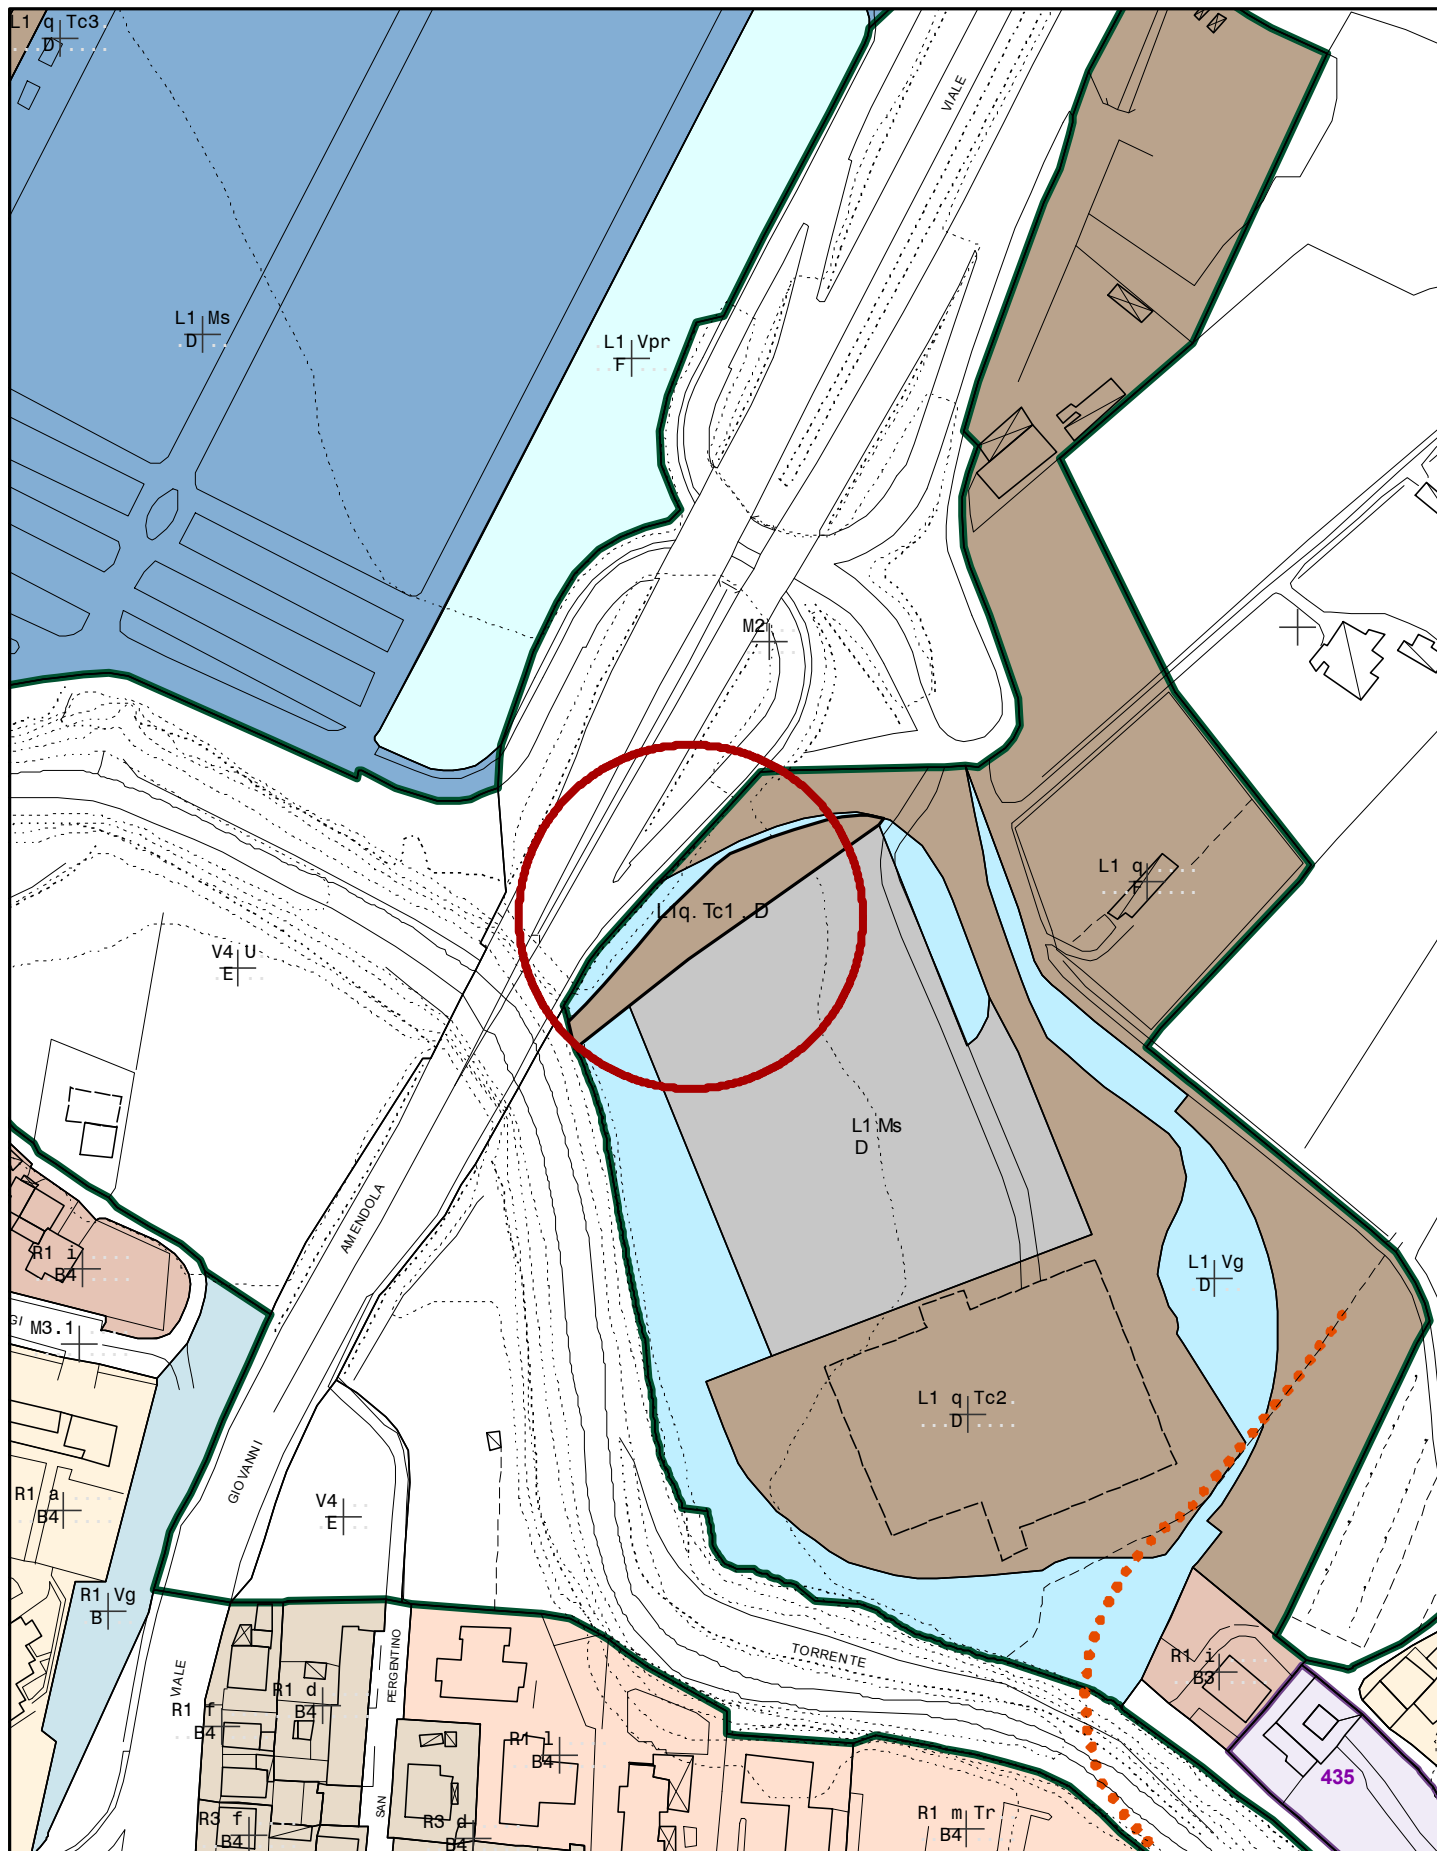 L1 q Tc3
D
VIALE
L1 Ms
D
L1 Vpr
F
M2
L1 q
F
L1q. Tc1 . D
V4 U
E
L1 Ms
D
AMENDOLA
R1 i
B4
L1 Vg
D
GI
M3.1
L1 q Tc2
D
GIOVANNI
R1 a
B4
V4
E
R1 Vg
B
TORRENTE
PERGENTINO
VIALE
R1 i
B3
R1 d
B4
R1 f
B4
R1 l
B4
435
SAN
R3 f
B4
R3 d
B4
R1 m Tr
B4